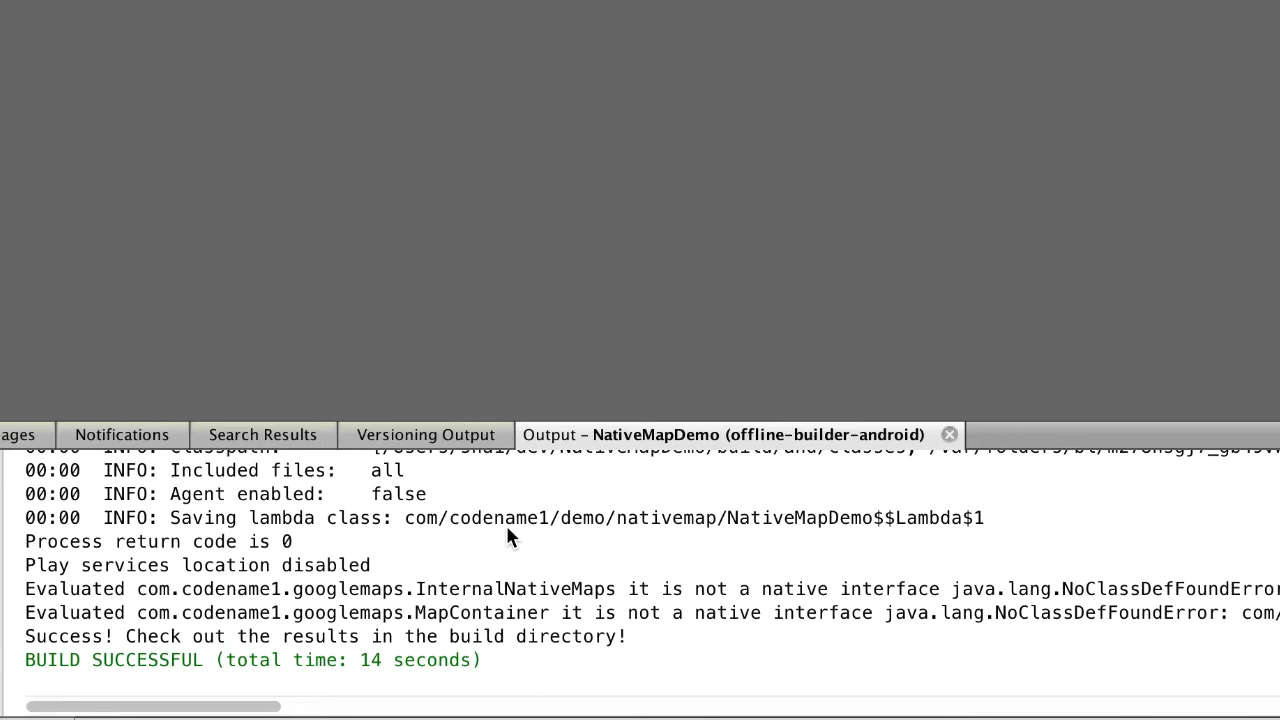 ages Notifications Search Results Versioning Output Output – NativeMapDemo (offline-builder-android)
00:00 INFO: Classpath:
00:00 INFO: Included files: all
00:00 INFO: Agent enabled: false
00:00 INFO: Saving lambda class: com/codename1/demo/nativemap/NativeMapDemo$$Lambda$1
Process return code is 0
Play services location disabled
Evaluated com.codename1.googlemaps.InternalNativeMaps it is not a native interface java.lang.NoClassDefFoundError
Evaluated com.codename1.googlemaps.MapContainer it is not a native interface java.lang.NoClassDefFoundError: com/
Success! Check out the results in the build directory!
BUILD SUCCESSFUL (total time: 14 seconds)